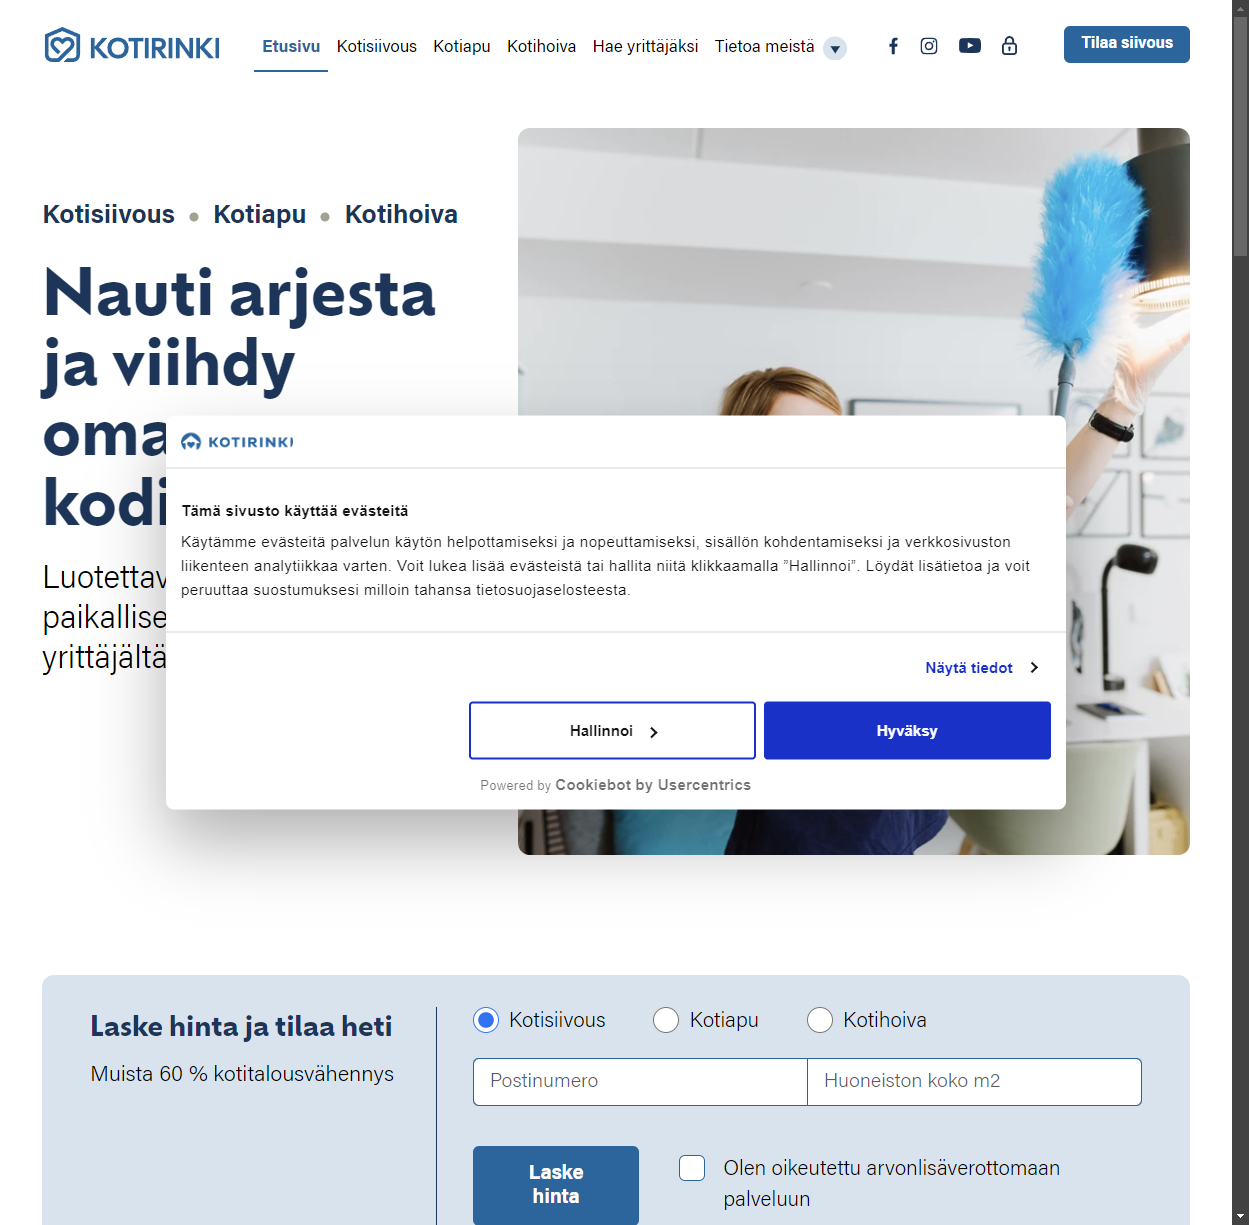 KOTIRINKI
Etusivu Kotisiivous Kotiapu Kotihoiva Hae yrittäjäksi Tietoa meistä
Tilaa siivous
Kotisiivous • Kotiapu • Kotihoiva
Nauti arjesta
ja viihdy
oma
kodi
Luotettav
paikallise
yrittäjältä
KOTIRINKI
Tämä sivusto käyttää evästeitä
Käytämme evästeitä palvelun käytön helpottamiseksi ja nopeuttamiseksi, sisällön kohdentamiseksi ja verkkosivuston
liikenteen analytiikkaa varten. Voit lukea lisää evästeistä tai hallita niitä klikkaamalla ”Hallinnoi”. Löydät lisätietoa ja voit
peruuttaa suostumuksesi milloin tahansa tietosuojaselosteesta.
Näytä tiedot
Hallinnoi
Hyväksy
Powered by Cookiebot by Usercentrics
Laske hinta ja tilaa heti
Muista 60 % kotitalousvähennys
Kotisiivous Kotiapu Kotihoiva
Postinumero Huoneiston koko m2
Laske
hinta
Olen oikeutettu arvonlisäverottomaan
palveluun